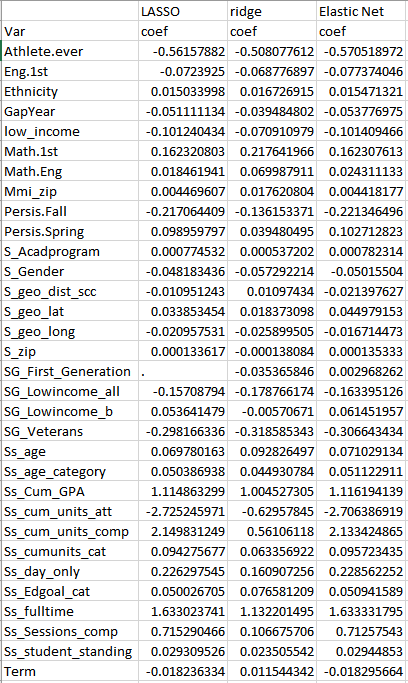 LASSO ridge Elastic Net
Var coef coef coef
Athlete.ever -0.56157882 -0.508077612 -0.570518972
Eng.1st -0.0723925 -0.068776897 -0.077374046
Ethnicity 0.015033998 0.016726915 0.015471321
GapYear -0.051111134 -0.039484802 -0.053776975
low_income -0.101240434 -0.070910979 -0.101409466
Math.1st 0.162320803 0.217641966 0.162307613
Math.Eng 0.018461941 0.069987911 0.024311133
Mmi_zip 0.004469607 0.017620804 0.004418177
Persis.Fall -0.217064409 -0.136153371 -0.221346496
Persis.Spring 0.098959797 0.039480495 0.102712823
S_Acadprogram 0.000774532 0.000537202 0.000782314
S_Gender -0.048183436 -0.057292214 -0.05015504
S_geo_dist_scc -0.010951243 0.01097434 -0.021397627
S_geo_lat 0.033853454 0.018373098 0.044979153
S_geo_long -0.020957531 -0.025899505 -0.016714473
S_zip 0.000133617 -0.000138084 0.000135333
SG_First_Generation . -0.035365846 0.002968262
SG_Lowincome_all -0.15708794 -0.178766174 -0.163395126
SG_Lowincome_b 0.053641479 -0.00570671 0.061451957
SG_Veterans -0.298166336 -0.318585343 -0.306643434
Ss_age 0.069780163 0.092826497 0.071029134
Ss_age_category 0.050386938 0.044930784 0.051122911
Ss_Cum_GPA 1.114863299 1.004527305 1.116194139
Ss_cum_units_att -2.725245971 -0.62957845 -2.706386919
Ss_cum_units_comp 2.149831249 0.56106118 2.133424865
Ss_cumunits_cat 0.094275677 0.063356922 0.095723435
Ss_day_only 0.226297545 0.160907256 0.228562252
Ss_Edgoal_cat 0.050026705 0.076581209 0.050941589
Ss_fulltime 1.633023741 1.132201495 1.633331795
Ss_Sessions_comp 0.715290466 0.106675706 0.71257543
Ss_student_standing 0.029309526 0.023505542 0.02944853
Term -0.018236334 0.011544342 -0.018295664